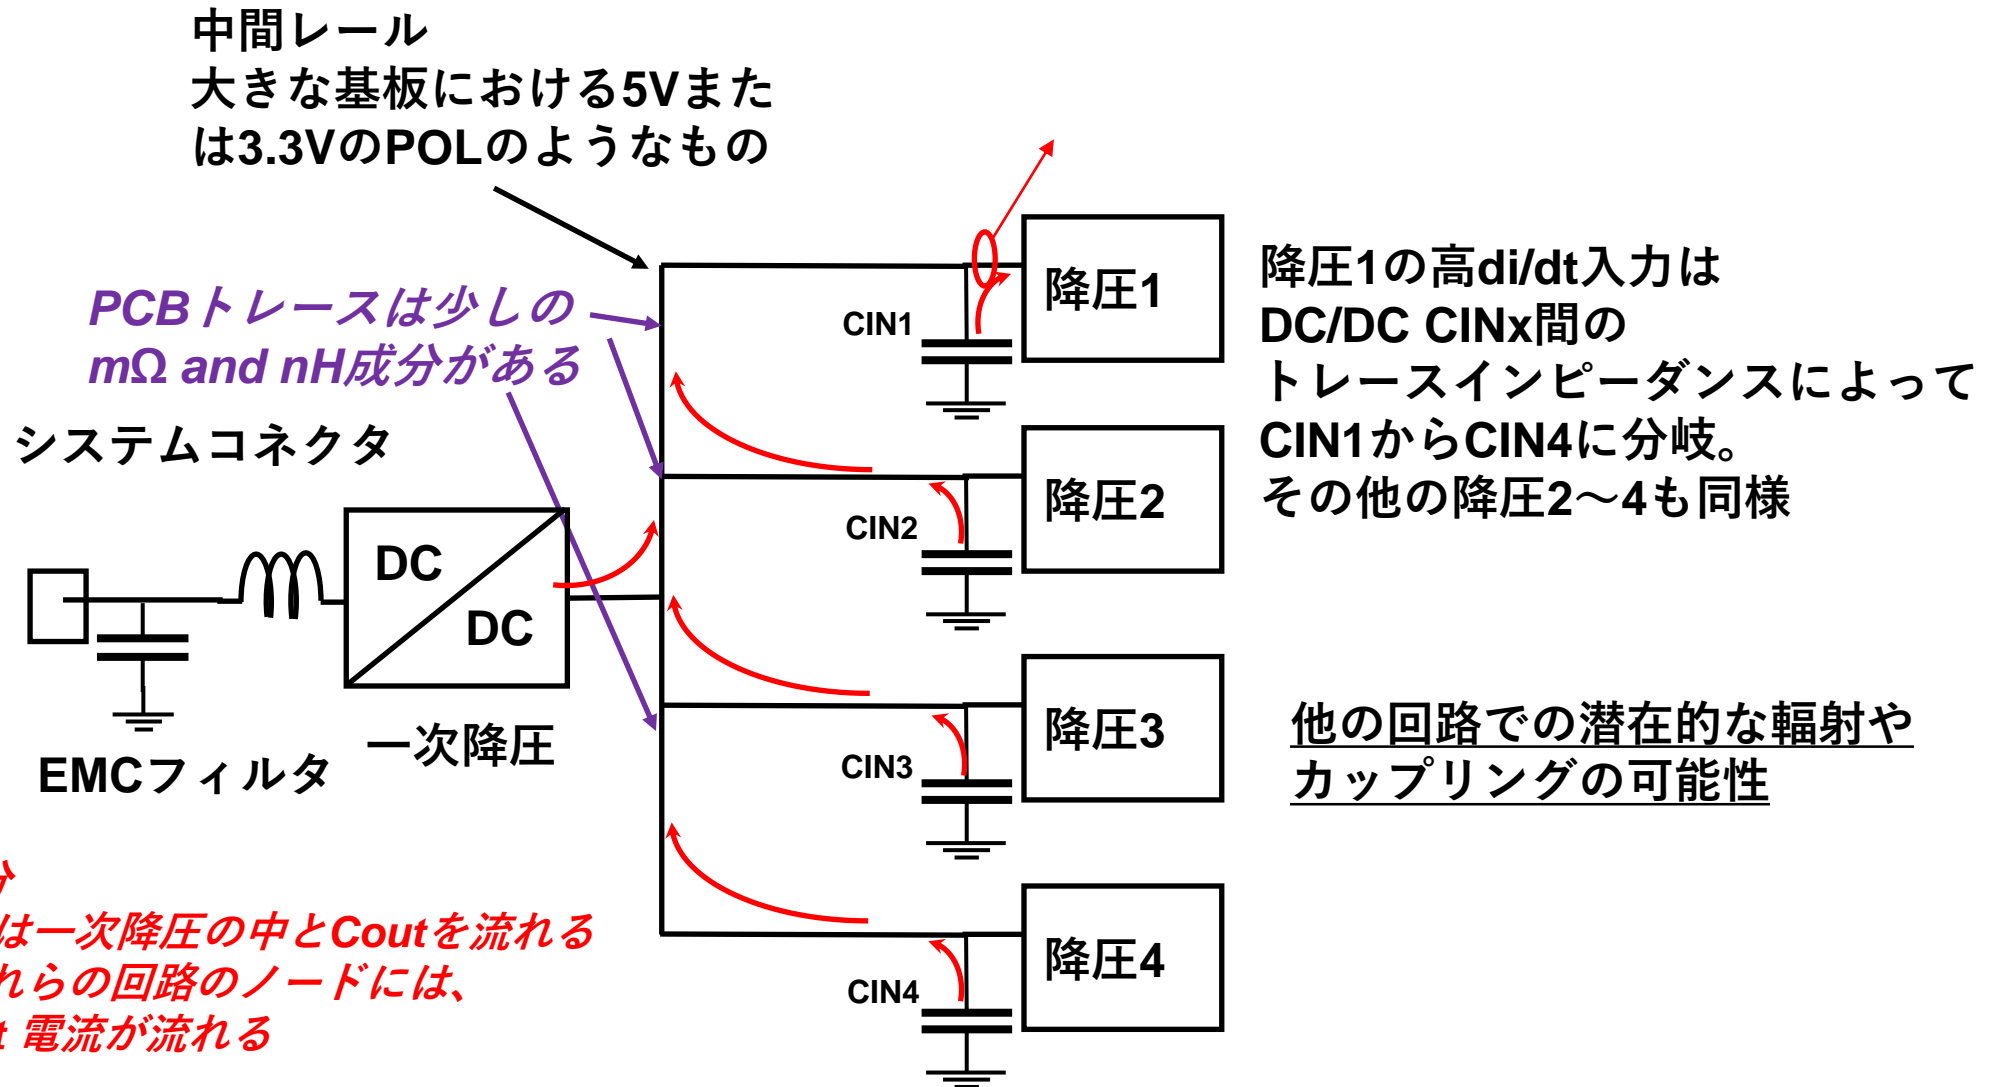 中間レール
大きな基板における5Vまた
は3.3VのPOLのようなもの
PCBトレースは少しの
mΩ and nH成分がある
システムコネクタ
DC
DC
一次降圧
EMCフィルタ
CIN1
降圧1
CIN2
降圧2
CIN3
降圧3
CIN4
降圧4
降圧1の高di/dt入力は
DC/DC CINx間の
トレースインピーダンスによって
CIN1からCIN4に分岐。
その他の降圧2～4も同様
他の回路での潜在的な輻射や
カップリングの可能性
は一次降圧の中とCoutを流れる
れらの回路のノードには、
t 電流が流れる